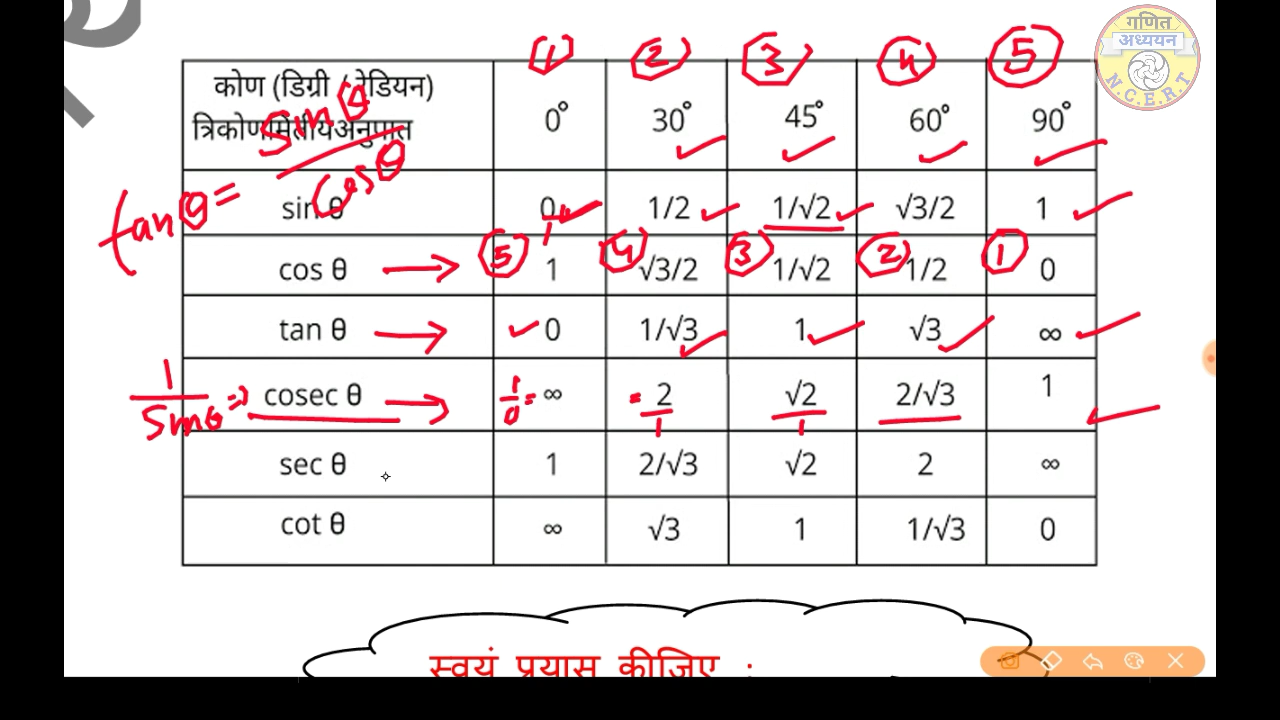 गणित
अध्ययन
N.C.E.R.T
1 2 3 4 5
कोण (डिग्री / रेडियन)
त्रिकोणमितीयअनुपात
0° 30° 45° 60° 90°
tanθ = sinθ / cosθ
sin θ 0 1/2 1/√2 √3/2 1
1
5 4 3 2 1
cos θ 1 √3/2 1/√2 1/2 0
tan θ 0 1/√3 1 √3 ∞
1/sinθ ⇒ cosec θ 1/0 = ∞ = 2 √2 2/√3 1
1 1
sec θ 1 2/√3 √2 2 ∞
cot θ ∞ √3 1 1/√3 0
स्वयं प्रयास कीजिए :